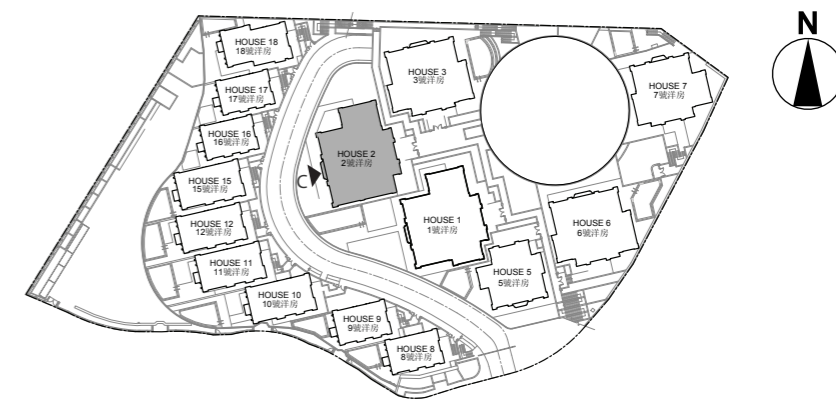 N
HOUSE 18
18號洋房
HOUSE 3
3號洋房
HOUSE 7
7號洋房
HOUSE 17
17號洋房
HOUSE 16
16號洋房
HOUSE 2
2號洋房
C
HOUSE 15
15號洋房
HOUSE 12
12號洋房
HOUSE 1
1號洋房
HOUSE 6
6號洋房
HOUSE 11
11號洋房
HOUSE 5
5號洋房
HOUSE 10
10號洋房
HOUSE 9
9號洋房
HOUSE 8
8號洋房